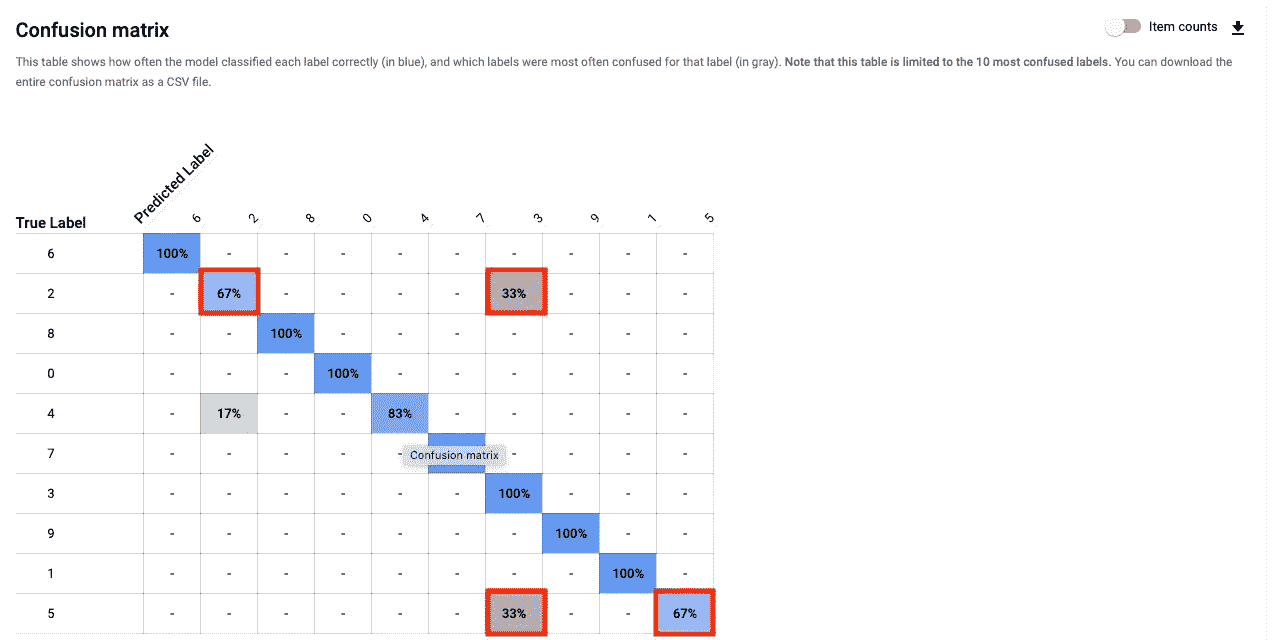 Confusion matrix
Item counts
This table shows how often the model classified each label correctly (in blue), and which labels were most often confused for that label (in gray). Note that this table is limited to the 10 most confused labels. You can download the
entire confusion matrix as a CSV file.
Predicted Label
True Label 6 2 8 0 4 7 3 9 1 5
6 100% - - - - - - - - -
2 - 67% - - - - 33% - - -
8 - - 100% - - - - - - -
0 - - - 100% - - - - - -
4 - 17% - - 83% - - - - -
7 - - - - - Confusion matrix - - - -
3 - - - - - - 100% - - -
9 - - - - - - - 100% - -
1 - - - - - - - - 100% -
5 - - - - - - 33% - - 67%